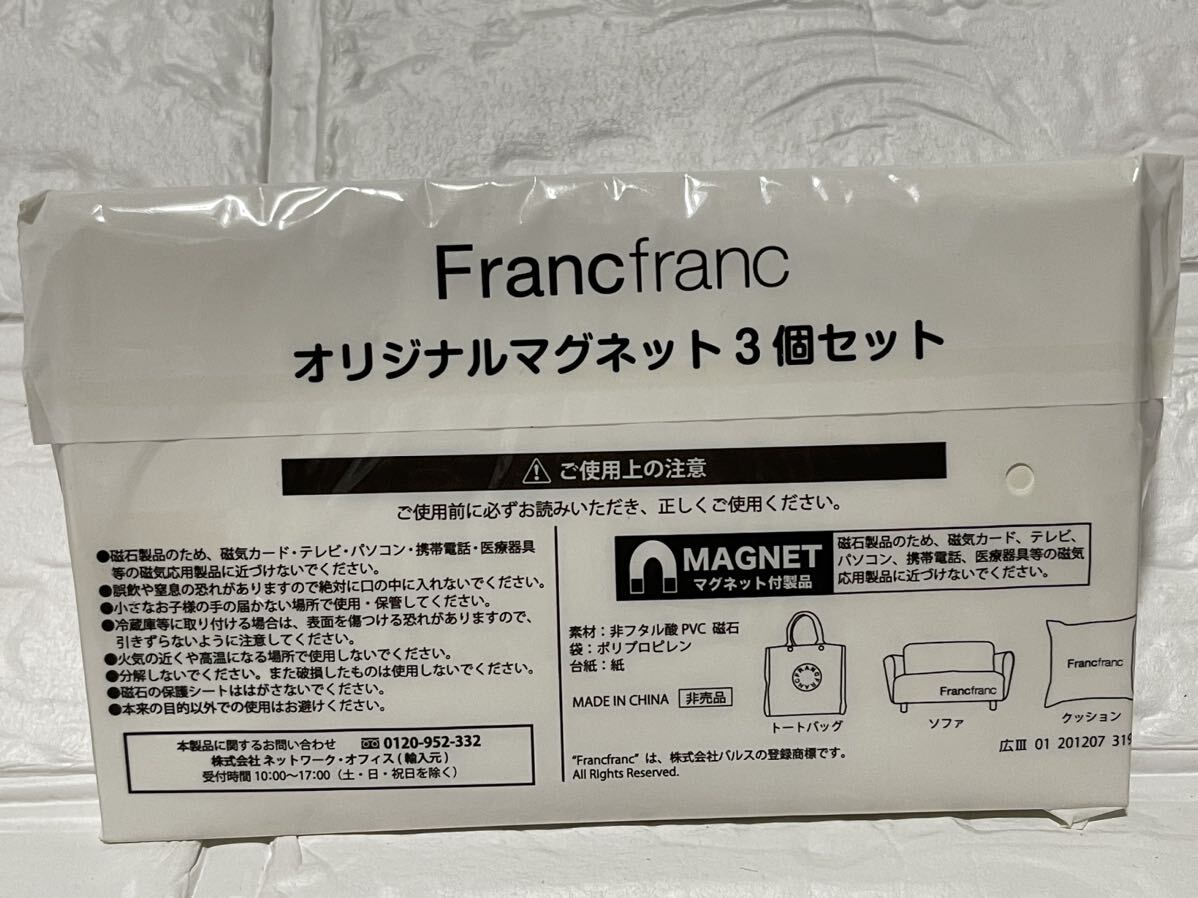 Francfranc
オリジナルマグネット3個セット
⚠ ご使用上の注意
ご使用前に必ずお読みいただき、正しくご使用ください。
●磁石製品のため、磁気カード・テレビ・パソコン・携帯電話・医療器具
等の磁気応用製品に近づけないでください。
●誤飲や窒息の恐れがありますので絶対に口の中に入れないでください。
●小さなお子様の手の届かない場所で使用・保管してください。
●冷蔵庫等に取り付ける場合は、表面を傷つける恐れがありますので、
引きずらないように注意してください。
●火気の近くや高温になる場所で使用しないでください。
●分解しないでください。また破損したものは使用しないでください。
●磁石の保護シートははがさないでください。
●本来の目的以外での使用はお避けください。
本製品に関するお問い合わせ 0120-952-332
株式会社 ネットワーク・オフィス(輸入元)
受付時間 10:00〜17:00(土・日・祝日を除く)
MAGNET
マグネット付製品
磁石製品のため、磁気カード、テレビ、
パソコン、携帯電話、医療器具等の磁気
応用製品に近づけないでください。
素材:非フタル酸PVC 磁石
袋:ポリプロピレン
台紙:紙
MADE IN CHINA 非売品
FRANCFRANC
トートバッグ
Francfranc
ソファ
Francfranc
クッション
広Ⅲ 01 201207 319
"Francfranc" は、株式会社バルスの登録商標です。
All Rights Reserved.